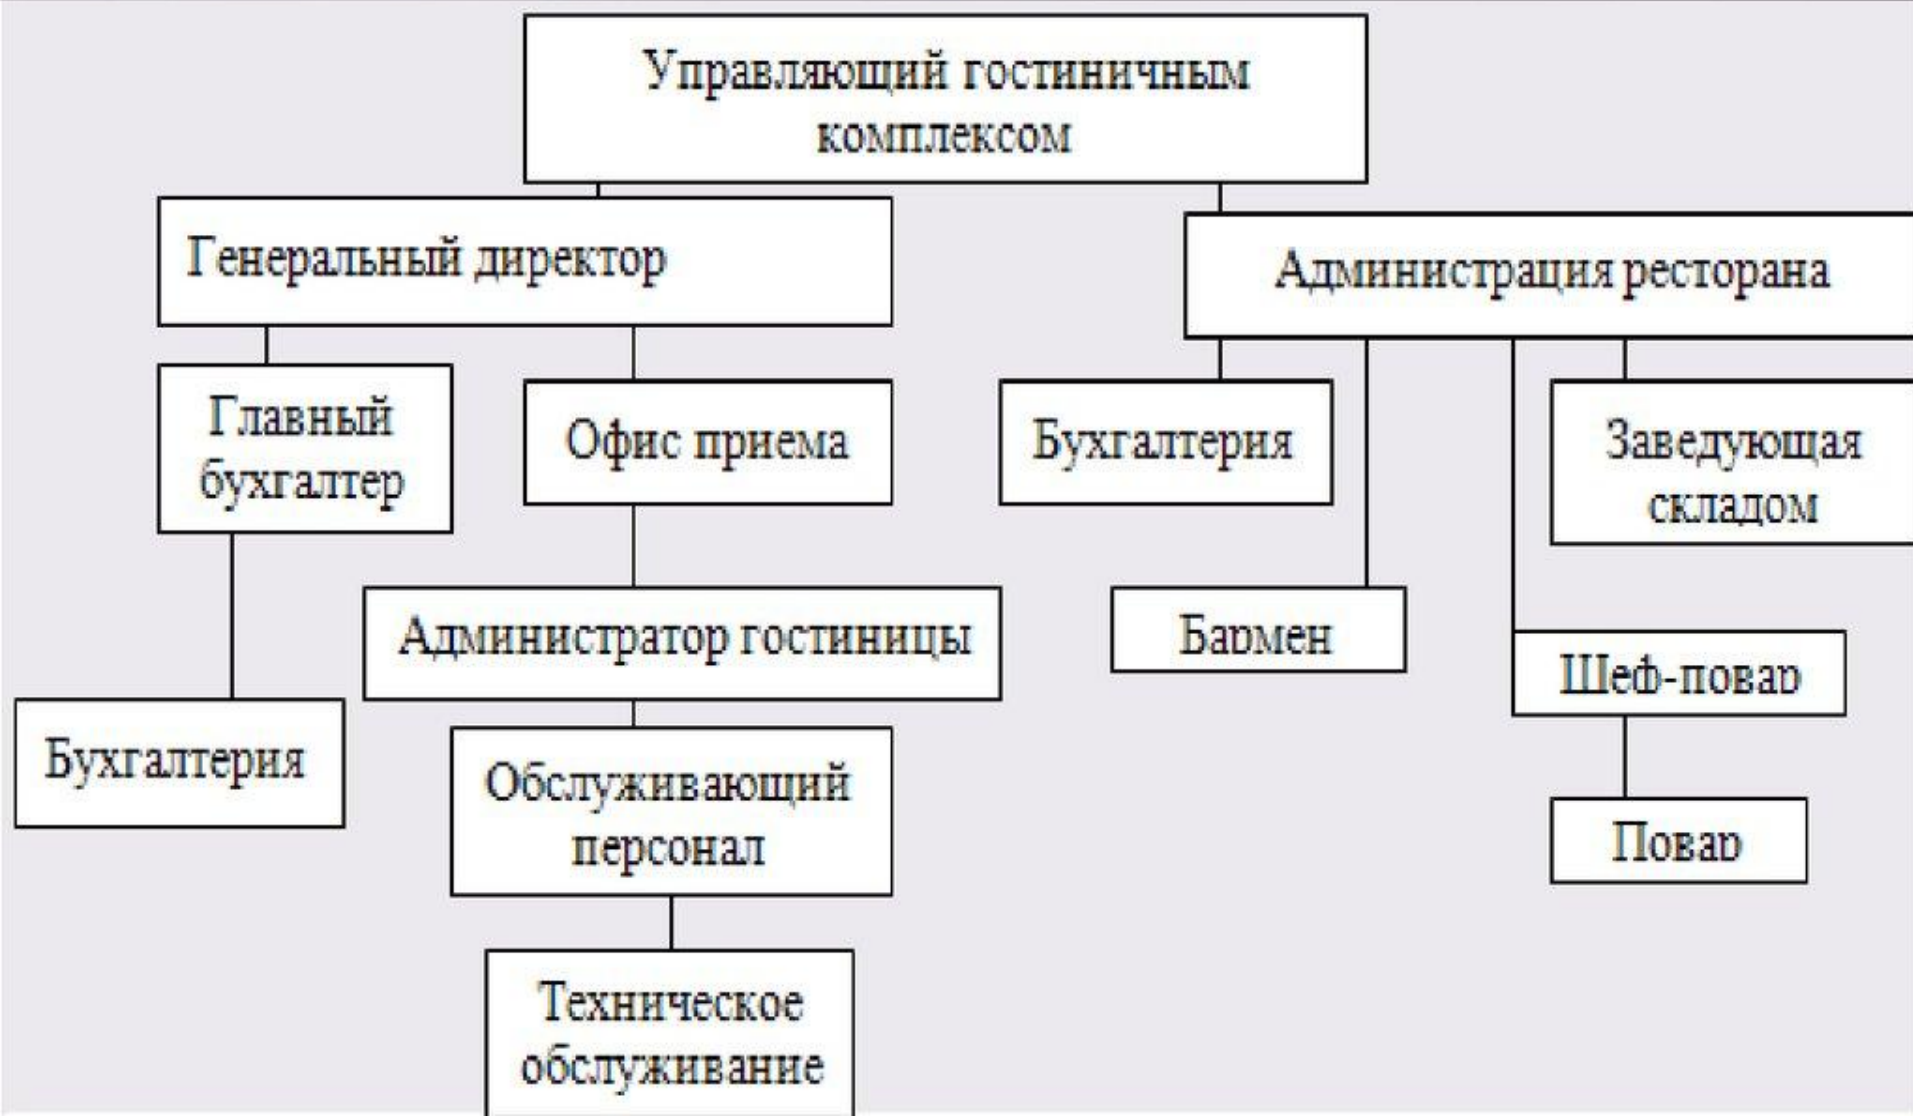 Управляющий гостиничным
комплексом
Генеральный директор
Администрация ресторана
Главный
бухгалтер
Офис приема
Бухгалтерия
Заведующая
складом
Администратор гостиницы
Бармен
Шеф-повар
Бухгалтерия
Обслуживающий
персонал
Повар
Техническое
обслуживание